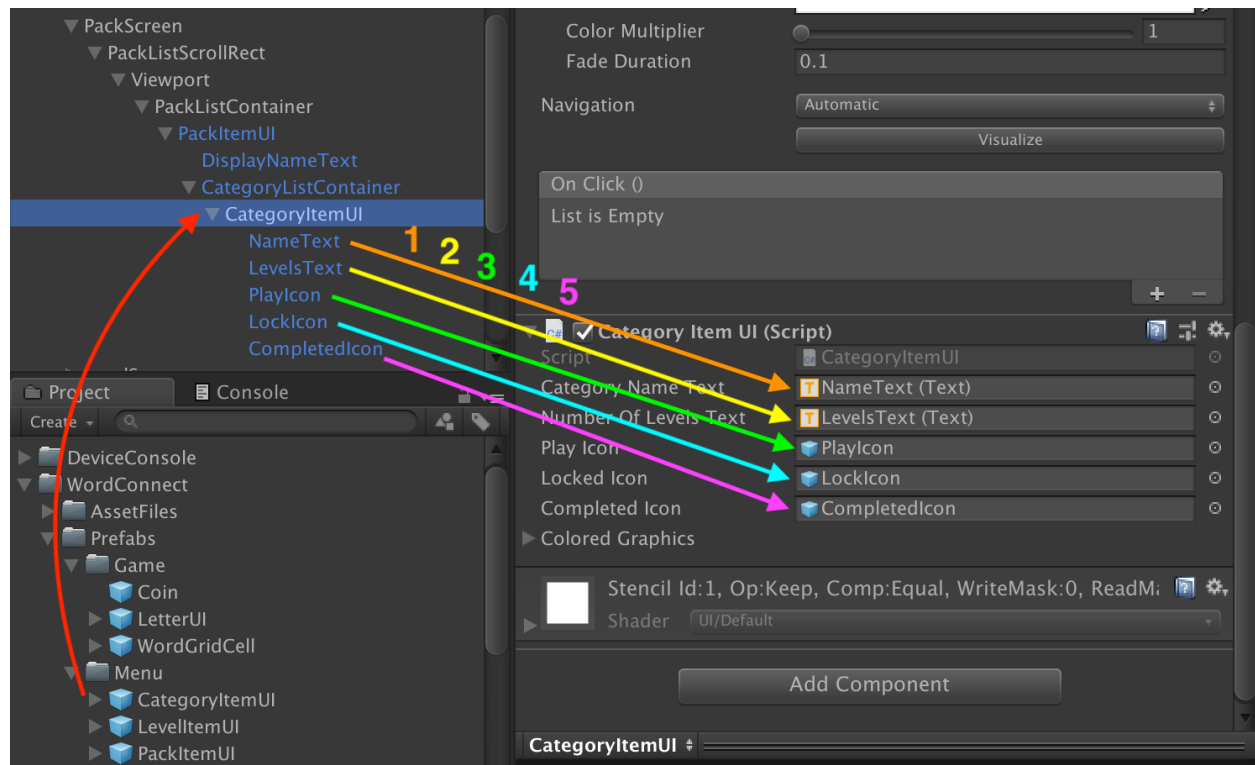 PackScreen
PackListScrollRect
Viewport
PackListContainer
PackItemUI
DisplayNameText
CategoryListContainer
CategoryItemUI
NameText
LevelsText
PlayIcon
LockIcon
CompletedIcon
1
2
3
4
5
Project
Console
Create
DeviceConsole
WordConnect
AssetFiles
Prefabs
Game
Coin
LetterUI
WordGridCell
Menu
CategoryItemUI
LevelItemUI
PackItemUI
Color Multiplier 1
Fade Duration 0.1
Navigation Automatic
Visualize
On Click ()
List is Empty
Category Item UI (Script)
Script CategoryItemUI
Category Name Text NameText (Text)
Number Of Levels Text LevelsText (Text)
Play Icon PlayIcon
Locked Icon LockIcon
Completed Icon CompletedIcon
Colored Graphics
Stencil Id:1, Op:Keep, Comp:Equal, WriteMask:0, ReadMa
Shader UI/Default
Add Component
CategoryItemUI